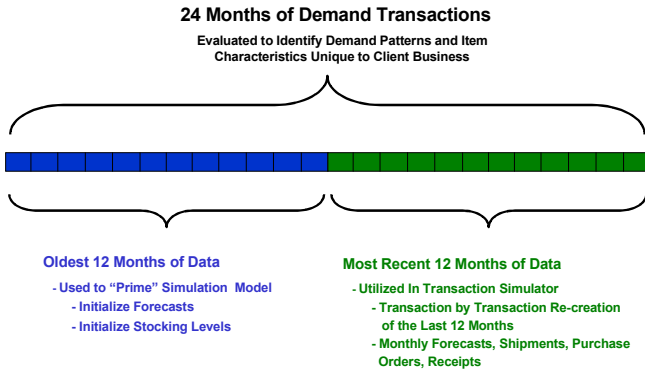 24 Months of Demand Transactions
Evaluated to Identify Demand Patterns and Item
Characteristics Unique to Client Business
Oldest 12 Months of Data
- Used to “Prime” Simulation Model
- Initialize Forecasts
- Initialize Stocking Levels
Most Recent 12 Months of Data
- Utilized In Transaction Simulator
- Transaction by Transaction Re-creation
of the Last 12 Months
- Monthly Forecasts, Shipments, Purchase
Orders, Receipts